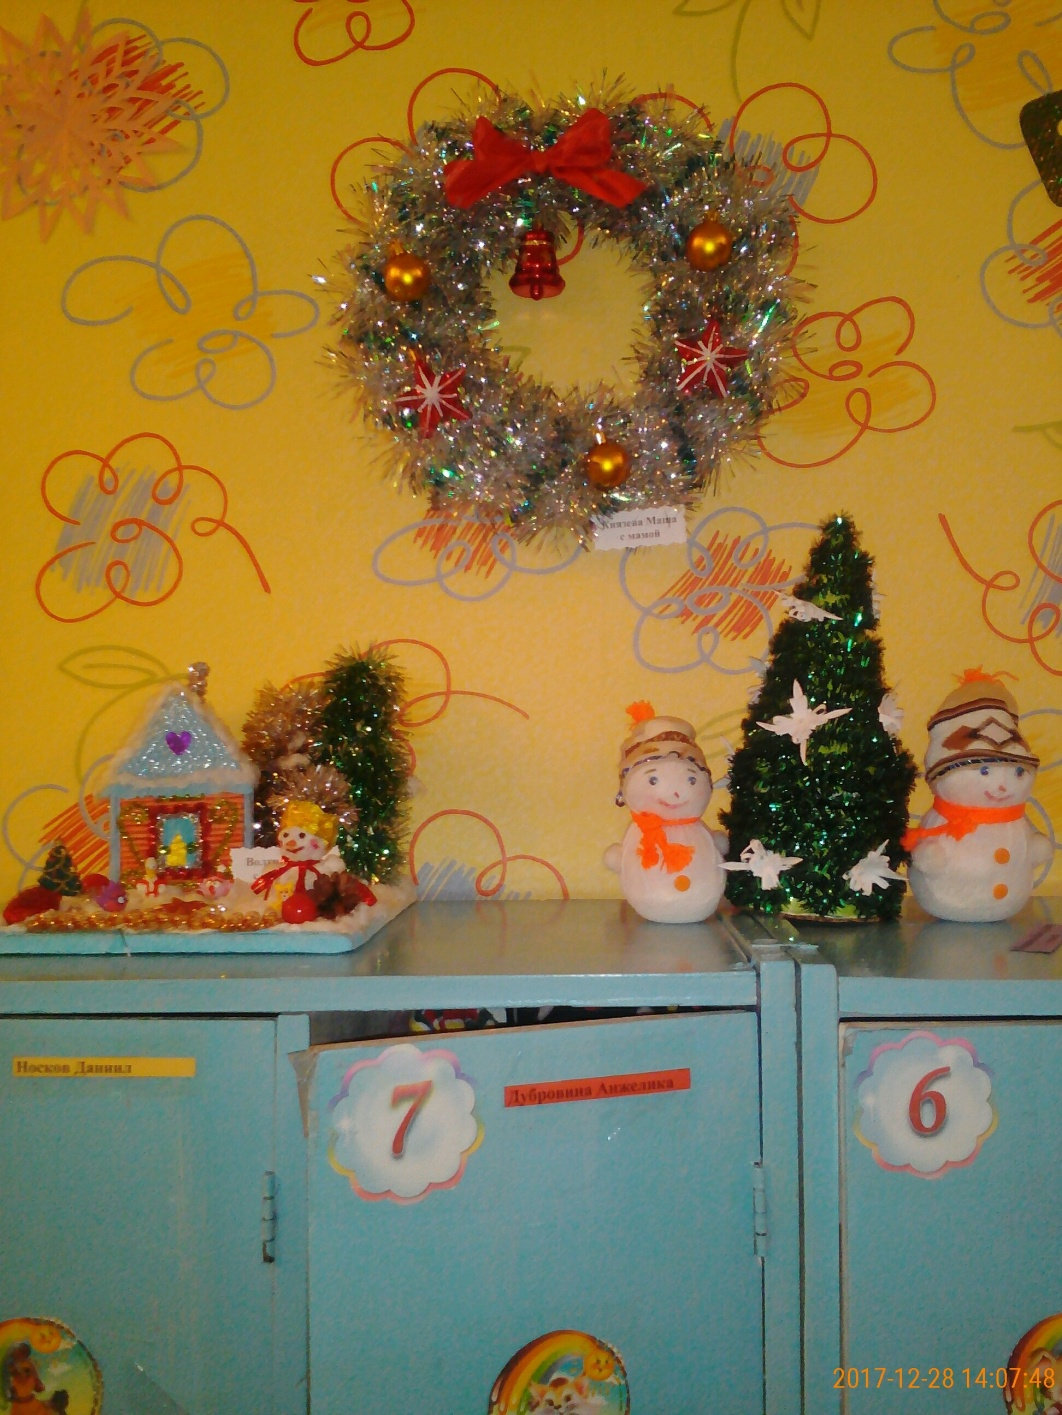 Князева Маша
с мамой
Носков Даниил
7
Дубровина Анжелика
6
2017-12-28 14:07:48